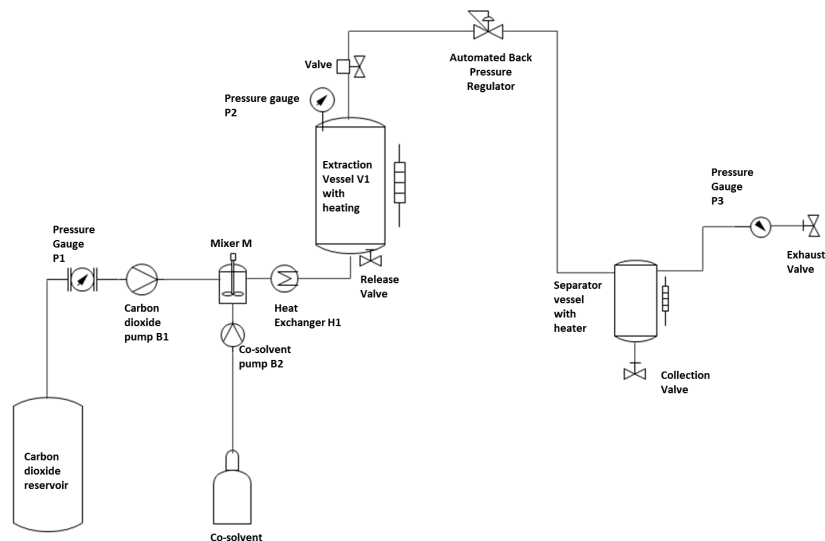 Valve
Automated Back
Pressure
Regulator
Pressure gauge
P2
Extraction
Vessel V1
with
heating
Pressure
Gauge
P3
Pressure
Gauge
P1
Mixer M
Exhaust
Valve
Release
Valve
Separator
vessel
with
heater
Carbon
dioxide
pump B1
Heat
Exchanger H1
Co-solvent
pump B2
Collection
Valve
Carbon
dioxide
reservoir
Co-solvent